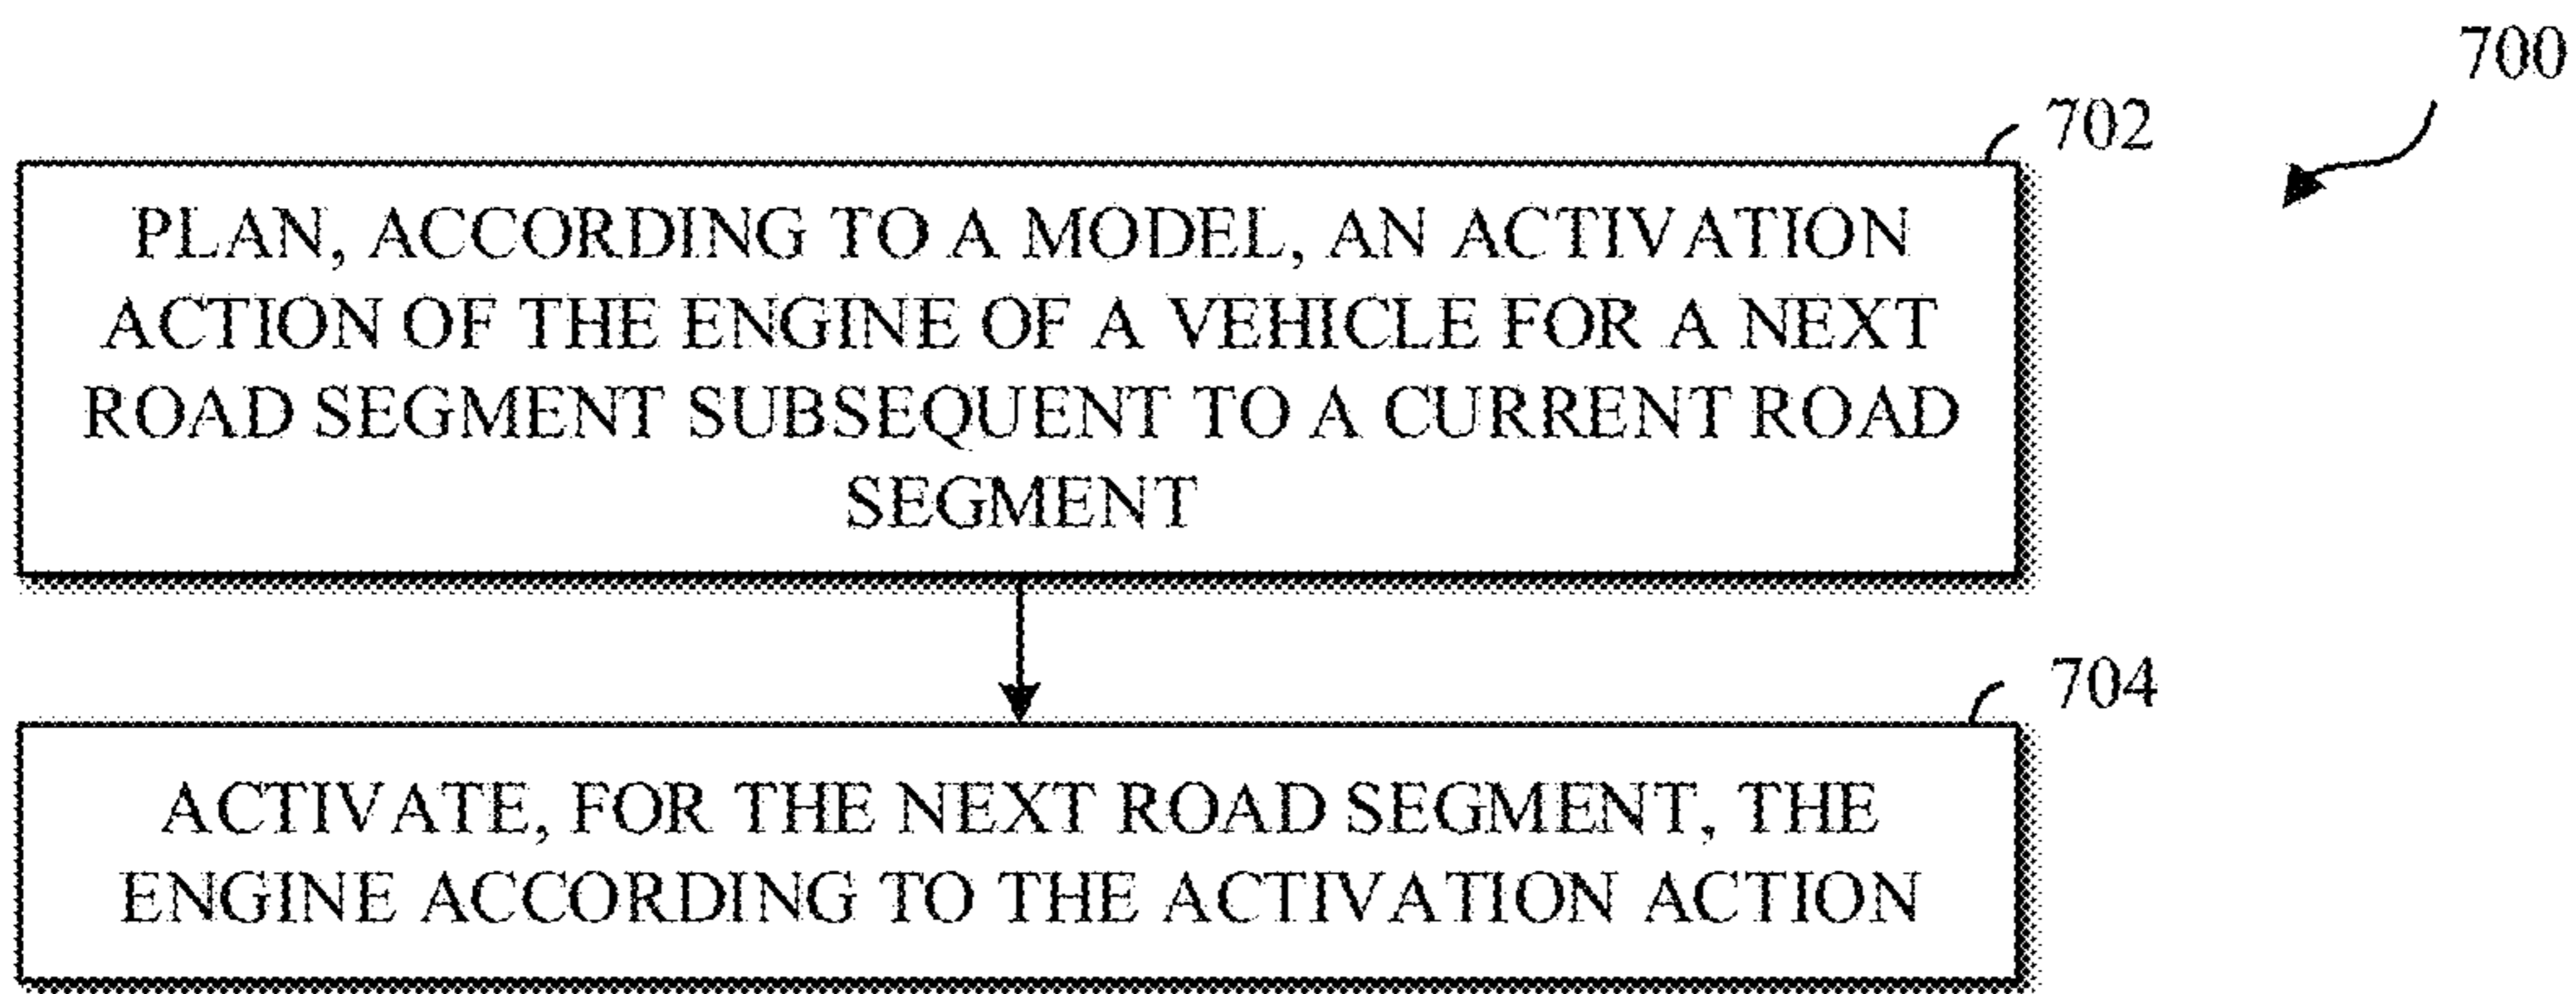 700
702
PLAN, ACCORDING TO A MODEL, AN ACTIVATION
ACTION OF THE ENGINE OF A VEHICLE FOR A NEXT
ROAD SEGMENT SUBSEQUENT TO A CURRENT ROAD
SEGMENT
704
ACTIVATE, FOR THE NEXT ROAD SEGMENT, THE
ENGINE ACCORDING TO THE ACTIVATION ACTION